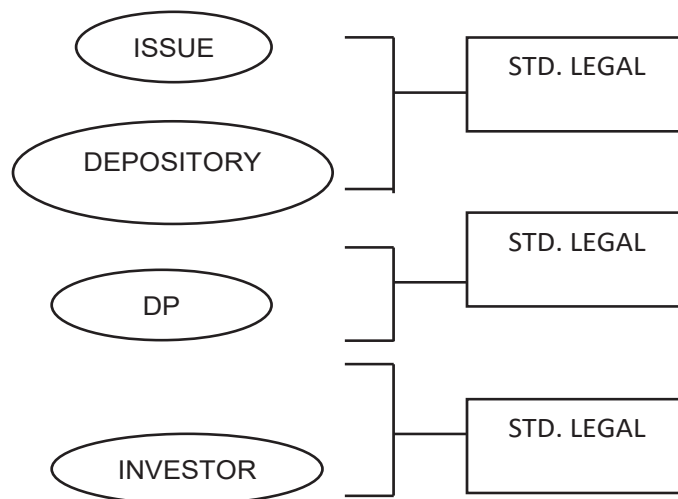 ISSUE
STD. LEGAL
DEPOSITORY
STD. LEGAL
DP
STD. LEGAL
INVESTOR